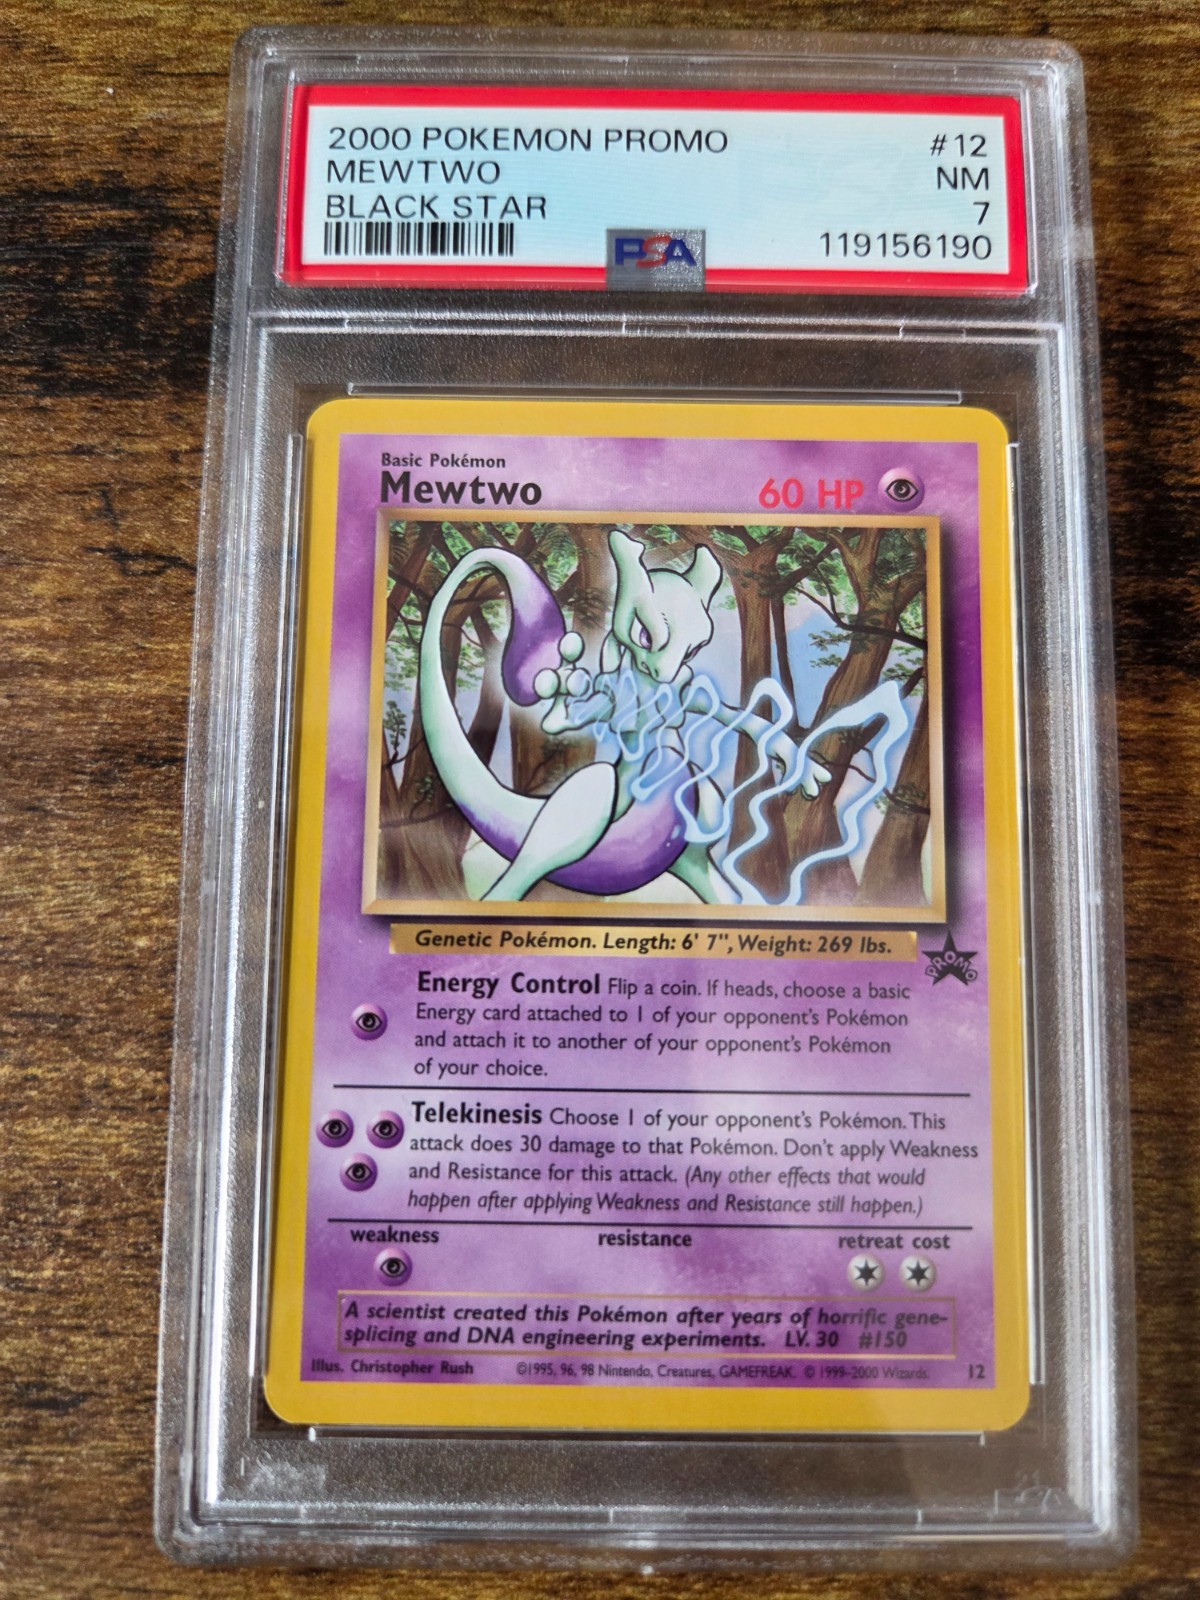 2000 POKEMON PROMO #12
MEWTWO NM
BLACK STAR 7
PSA 119156190
Basic Pokémon
Mewtwo 60 HP
Genetic Pokémon. Length: 6' 7", Weight: 269 lbs.
PROMO
Energy Control Flip a coin. If heads, choose a basic
Energy card attached to 1 of your opponent's Pokémon
and attach it to another of your opponent's Pokémon
of your choice.
Telekinesis Choose 1 of your opponent's Pokémon. This
attack does 30 damage to that Pokémon. Don't apply Weakness
and Resistance for this attack. (Any other effects that would
happen after applying Weakness and Resistance still happen.)
weakness resistance retreat cost
A scientist created this Pokémon after years of horrific gene-
splicing and DNA engineering experiments. LV. 30 #150
Illus. Christopher Rush ©1995, 96, 98 Nintendo, Creatures, GAMEFREAK. © 1999-2000 Wizards. 12